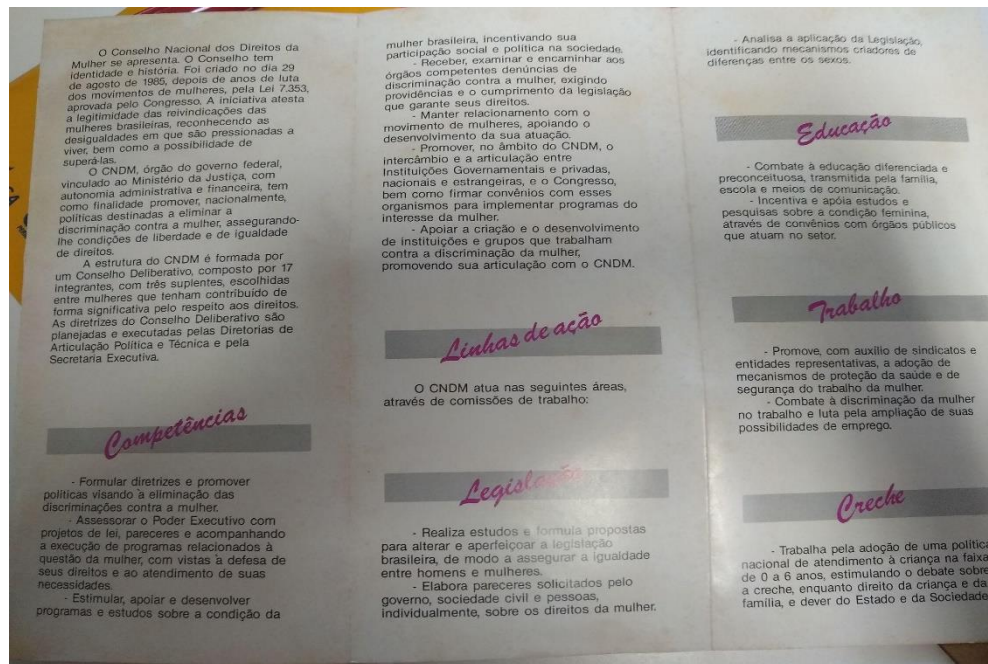 O Conselho Nacional dos Direitos da
Mulher se apresenta. O Conselho tem
identidade e história. Foi criado no dia 29
de agosto de 1985, depois de anos de luta
dos movimentos de mulheres, pela Lei 7.353,
aprovada pelo Congresso. A iniciativa atesta
a legitimidade das reivindicações das
mulheres brasileiras, reconhecendo as
desigualdades em que são pressionadas a
viver, bem como a possibilidade de
superá-las.
O CNDM, órgão do governo federal,
vinculado ao Ministério da Justiça, com
autonomia administrativa e financeira, tem
como finalidade promover, nacionalmente,
políticas destinadas a eliminar a
discriminação contra a mulher, assegurando-
lhe condições de liberdade e de igualdade
de direitos.
A estrutura do CNDM é formada por
um Conselho Deliberativo, composto por 17
integrantes, com três suplentes, escolhidas
entre mulheres que tenham contribuído de
forma significativa pelo respeito aos direitos.
As diretrizes do Conselho Deliberativo são
planejadas e executadas pelas Diretorias de
Articulação Política e Técnica e pela
Secretaria Executiva.
Competências
- Formular diretrizes e promover
políticas visando à eliminação das
discriminações contra a mulher.
- Assessorar o Poder Executivo com
projetos de lei, pareceres e acompanhando
a execução de programas relacionados à
questão da mulher, com vistas à defesa de
seus direitos e ao atendimento de suas
necessidades.
- Estimular, apoiar e desenvolver
programas e estudos sobre a condição da
mulher brasileira, incentivando sua
participação social e política na sociedade.
- Receber, examinar e encaminhar aos
órgãos competentes denúncias de
discriminação contra a mulher, exigindo
providências e o cumprimento da legislação
que garante seus direitos.
- Manter relacionamento com o
movimento de mulheres, apoiando o
desenvolvimento da sua atuação.
- Promover, no âmbito do CNDM, o
intercâmbio e a articulação entre
Instituições Governamentais e privadas,
nacionais e estrangeiras, e o Congresso,
bem como firmar convênios com esses
organismos para implementar programas do
interesse da mulher.
- Apoiar a criação e o desenvolvimento
de instituições e grupos que trabalham
contra a discriminação da mulher,
promovendo sua articulação com o CNDM.
Linhas de ação
O CNDM atua nas seguintes áreas,
através de comissões de trabalho:
Legislação
- Realiza estudos e formula propostas
para alterar e aperfeiçoar a legislação
brasileira, de modo a assegurar a igualdade
entre homens e mulheres.
- Elabora pareceres solicitados pelo
governo, sociedade civil e pessoas,
individualmente, sobre os direitos da mulher.
- Analisa a aplicação da Legislação,
identificando mecanismos criadores de
diferenças entre os sexos.
Educação
- Combate à educação diferenciada e
preconceituosa, transmitida pela família,
escola e meios de comunicação.
- Incentiva e apóia estudos e
pesquisas sobre a condição feminina,
através de convênios com órgãos públicos
que atuam no setor.
Trabalho
- Promove, com auxílio de sindicatos e
entidades representativas, a adoção de
mecanismos de proteção da saúde e de
segurança do trabalho da mulher.
- Combate à discriminação da mulher
no trabalho e luta pela ampliação de suas
possibilidades de emprego.
Creche
- Trabalha pela adoção de uma política
nacional de atendimento à criança na faixa
de 0 a 6 anos, estimulando o debate sobre
a creche, enquanto direito da criança e da
família, e dever do Estado e da Sociedade